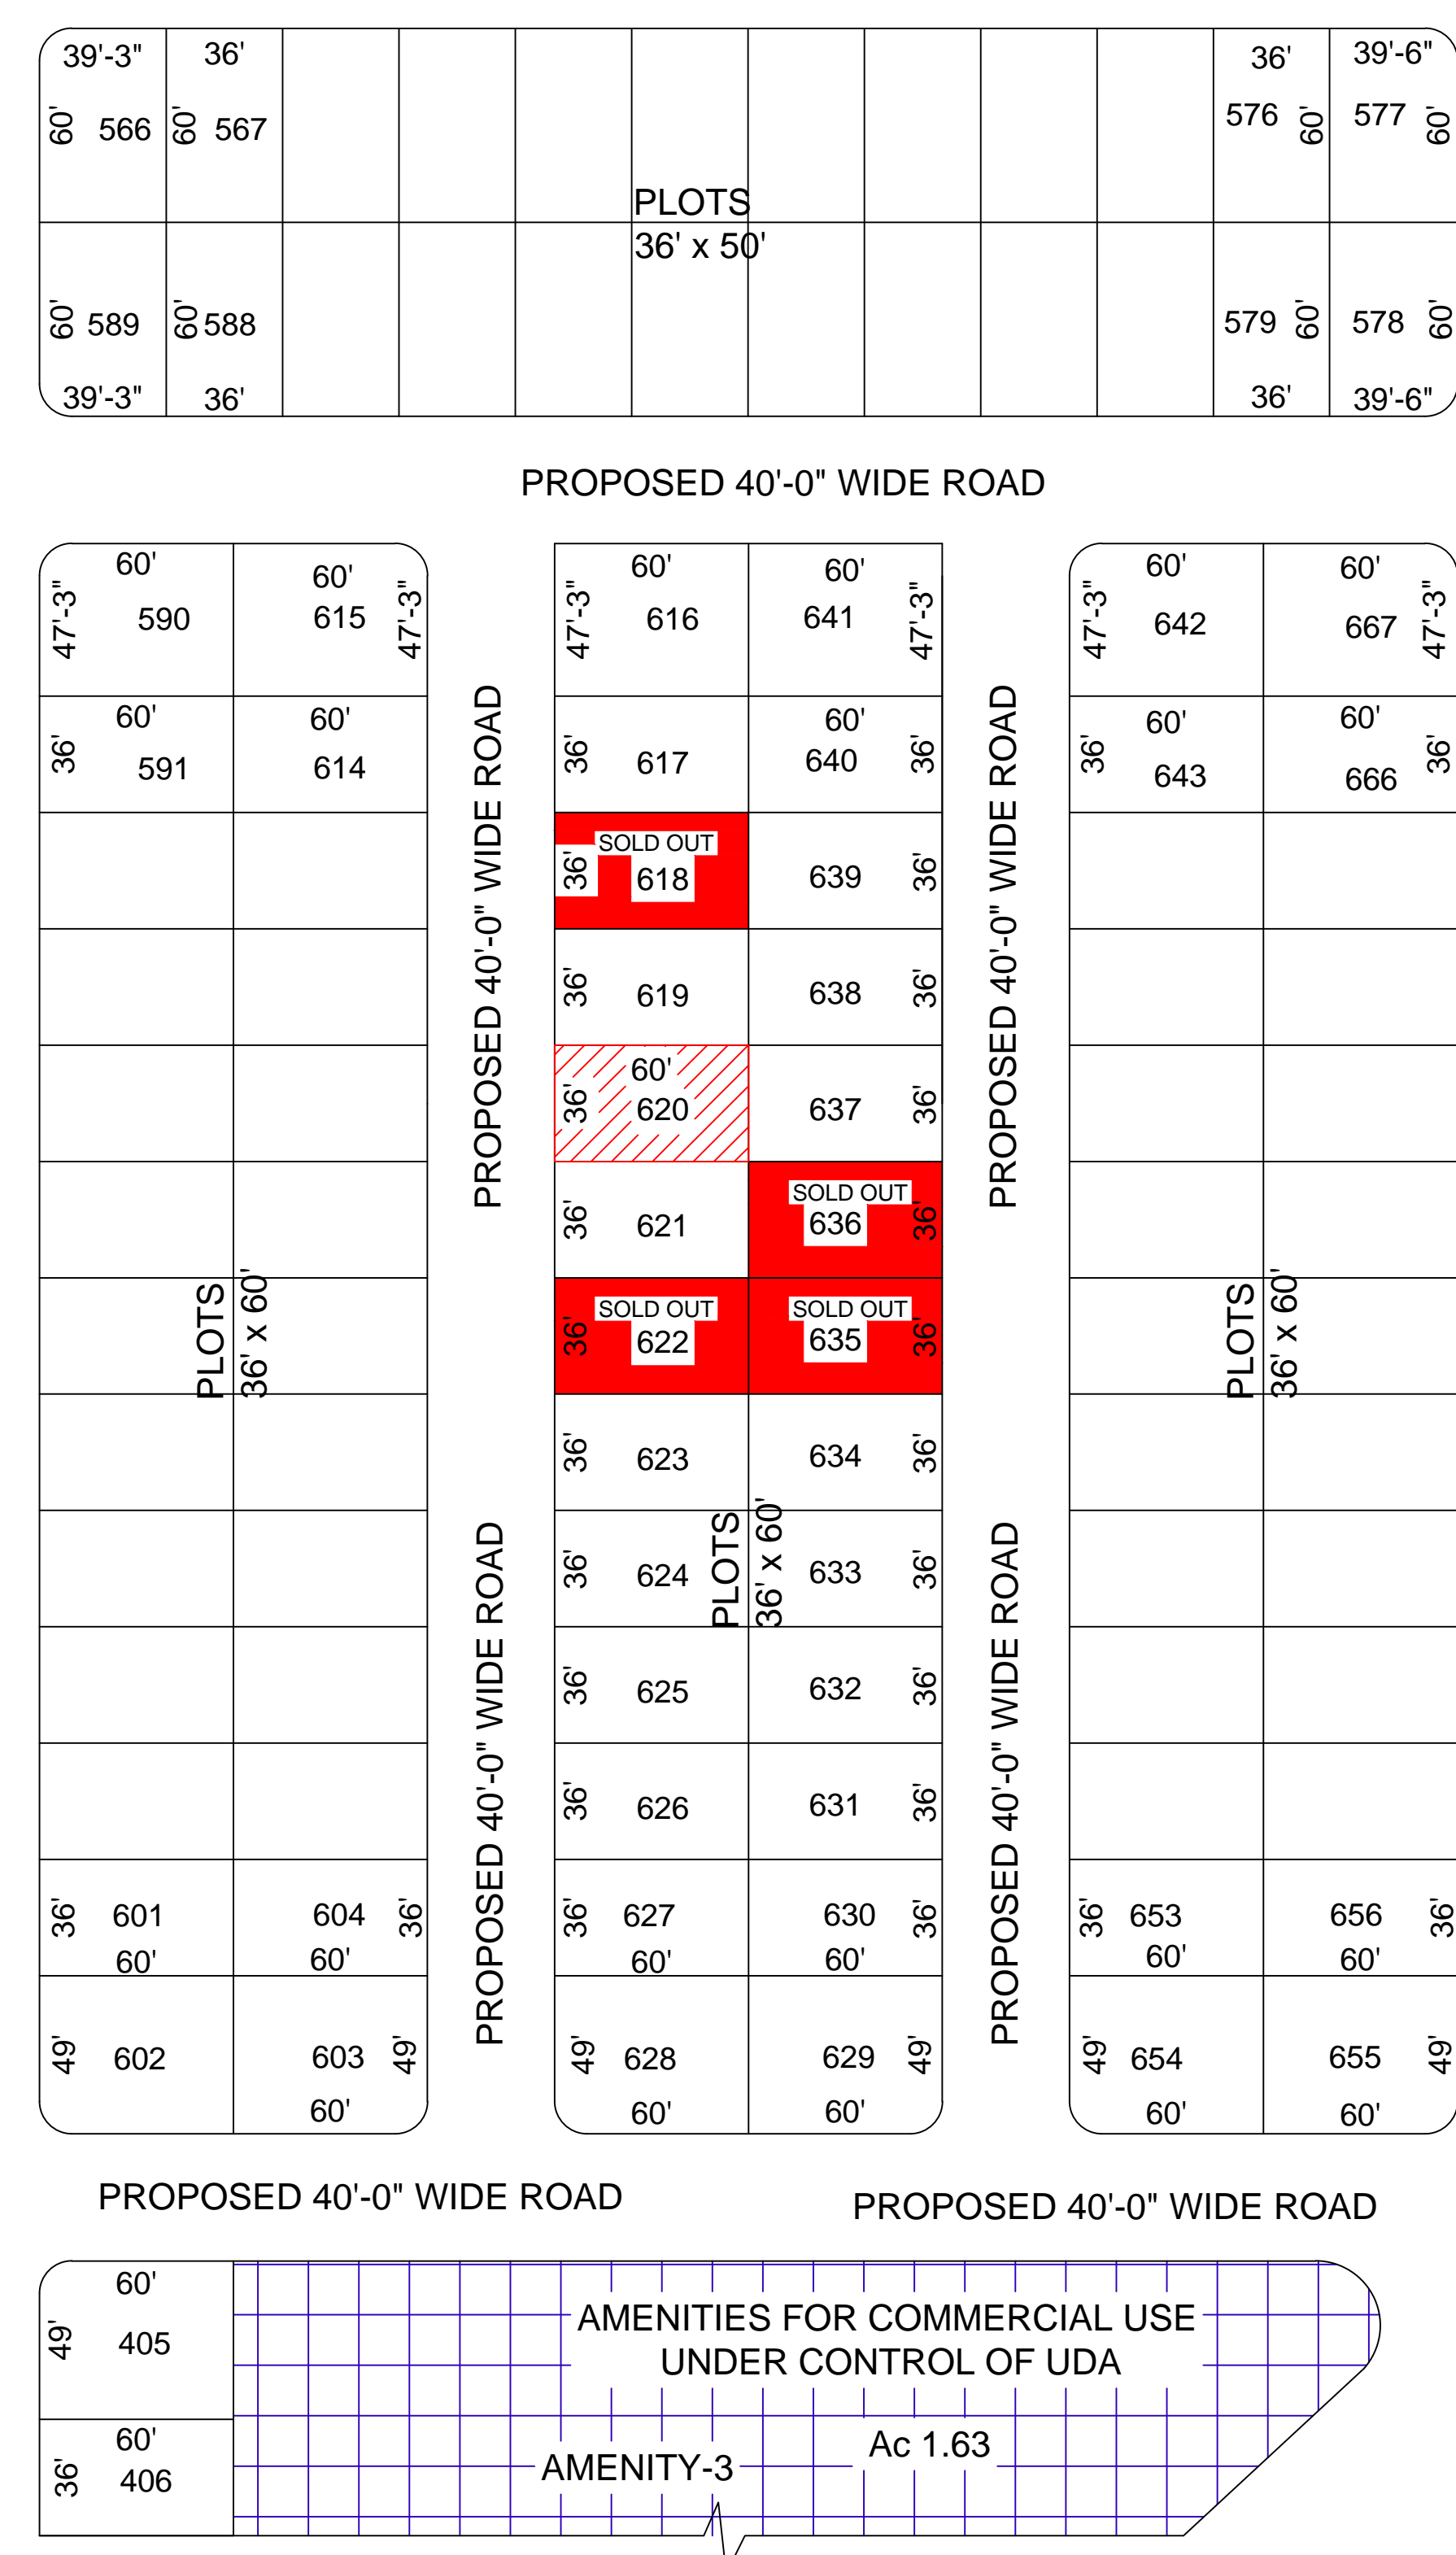 39'-3" 36' 36' 39'-6"
60' 566 60' 567 576 60' 577 60'
PLOTS
36' x 50'
60' 589 60' 588 579 60' 578 60'
39'-3" 36' 36' 39'-6"
PROPOSED 40'-0" WIDE ROAD
60' 60' 60' 60' 60' 60'
47'-3" 590 615 47'-3" 47'-3" 616 641 47'-3" 47'-3" 642 667 47'-3"
60' 60' 60' 60' 60'
36' 591 614 36' 617 640 36' 36' 643 666 36'
PROPOSED 40'-0" WIDE ROAD
PROPOSED 40'-0" WIDE ROAD
SOLD OUT
36' 618 639 36'
36' 619 638 36'
60'
36' 620 637 36'
SOLD OUT
36' 621 636 36'
SOLD OUT SOLD OUT
36' 622 635 36'
PLOTS
36' x 60'
PLOTS
36' x 60'
36' 623 634 36'
PLOTS
36' x 60'
36' 624 633 36'
36' 625 632 36'
36' 626 631 36'
PROPOSED 40'-0" WIDE ROAD
PROPOSED 40'-0" WIDE ROAD
36' 601 604 36' 36' 627 630 36' 36' 653 656 36'
60' 60' 60' 60' 60' 60'
49' 602 603 49' 49' 628 629 49' 49' 654 655 49'
60' 60' 60' 60' 60'
PROPOSED 40'-0" WIDE ROAD
PROPOSED 40'-0" WIDE ROAD
60'
49' 405
60'
36' 406
AMENITIES FOR COMMERCIAL USE
UNDER CONTROL OF UDA
Ac 1.63
AMENITY-3